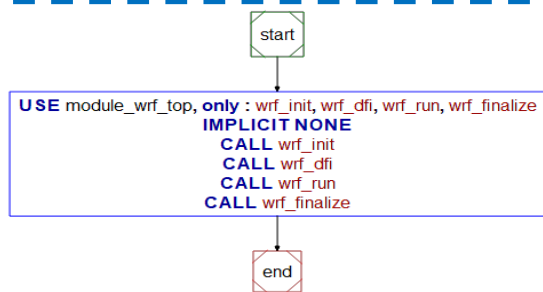 start
USE module_wrf_top, only : wrf_init, wrf_dfi, wrf_run, wrf_finalize
IMPLICIT NONE
CALL wrf_init
CALL wrf_dfi
CALL wrf_run
CALL wrf_finalize
end